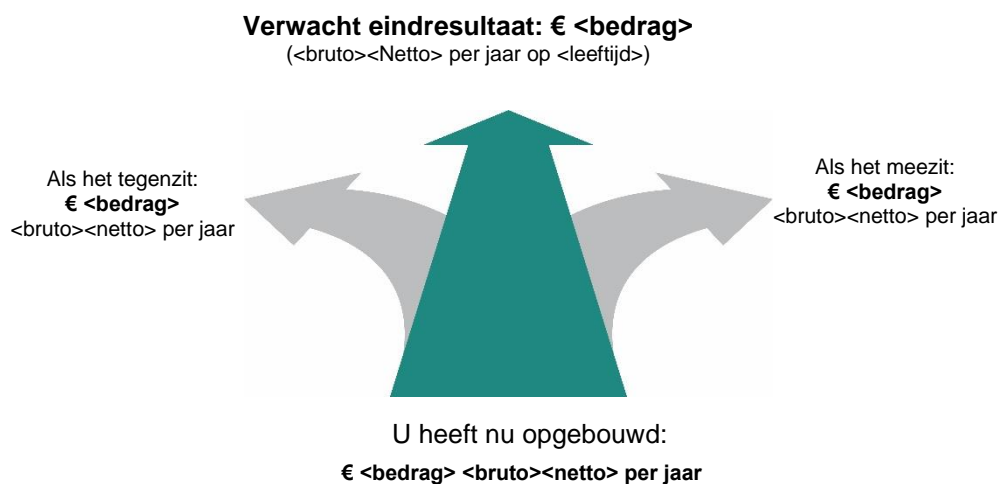 Verwacht eindresultaat: € <bedrag>
(<bruto><Netto> per jaar op <leeftijd>)
Als het tegenzit:
€ <bedrag>
<bruto><netto> per jaar
Als het meezit:
€ <bedrag>
<bruto><netto> per jaar
U heeft nu opgebouwd:
€ <bedrag> <bruto><netto> per jaar